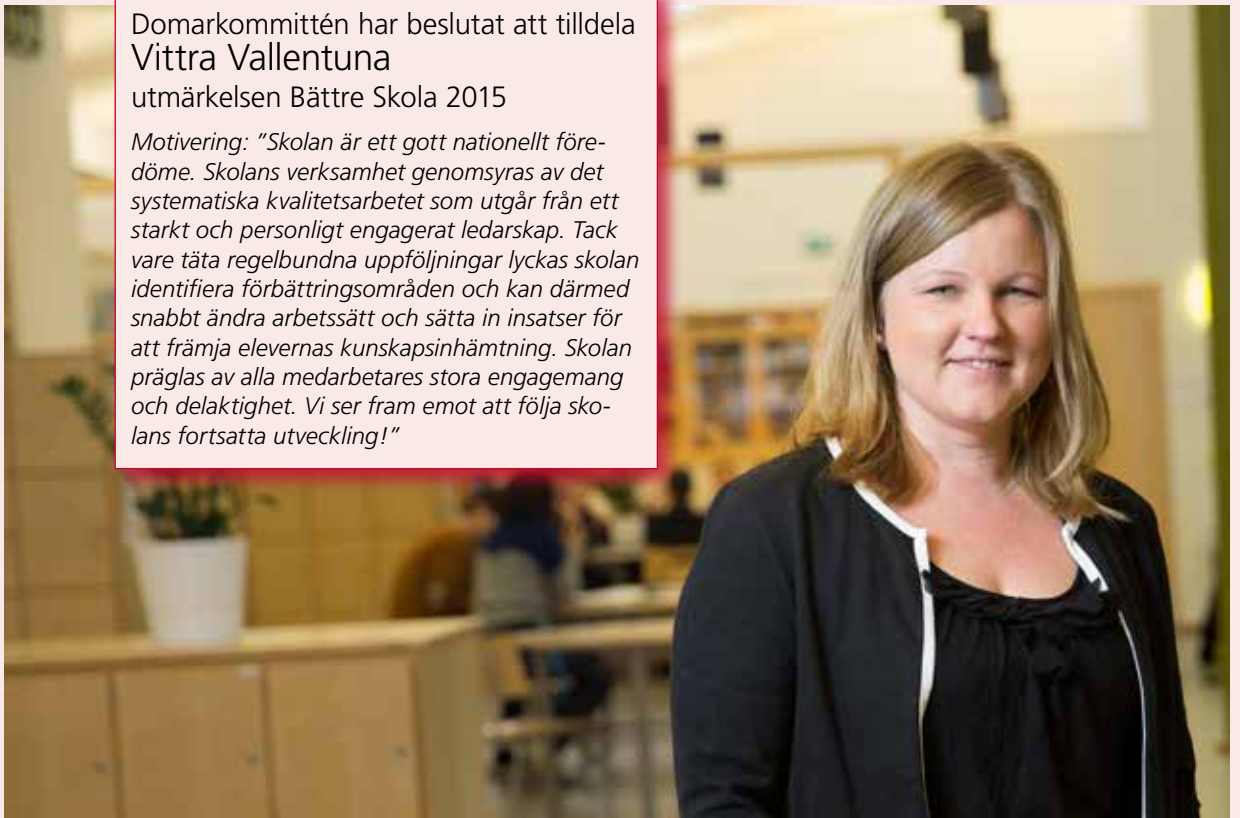 Domarkommittén har beslutat att tilldela
Vittra Vallentuna
utmärkelsen Bättre Skola 2015
Motivering: ”Skolan är ett gott nationellt före-
döme. Skolans verksamhet genomsyras av det
systematiska kvalitetsarbetet som utgår från ett
starkt och personligt engagerat ledarskap. Tack
vare täta regelbundna uppföljningar lyckas skolan
identifiera förbättringsområden och kan därmed
snabbt ändra arbetssätt och sätta in insatser för
att främja elevernas kunskapsinhämtning. Skolan
präglas av alla medarbetares stora engagemang
och delaktighet. Vi ser fram emot att följa sko-
lans fortsatta utveckling!”